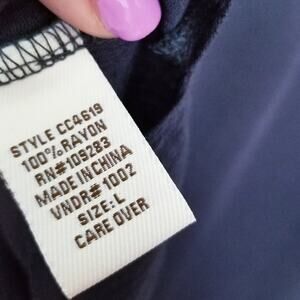 STYLE CC4619
100% RAYON
RN# 109283
MADE IN CHINA
VNDR# 1002
SIZE: L
CARE OVER